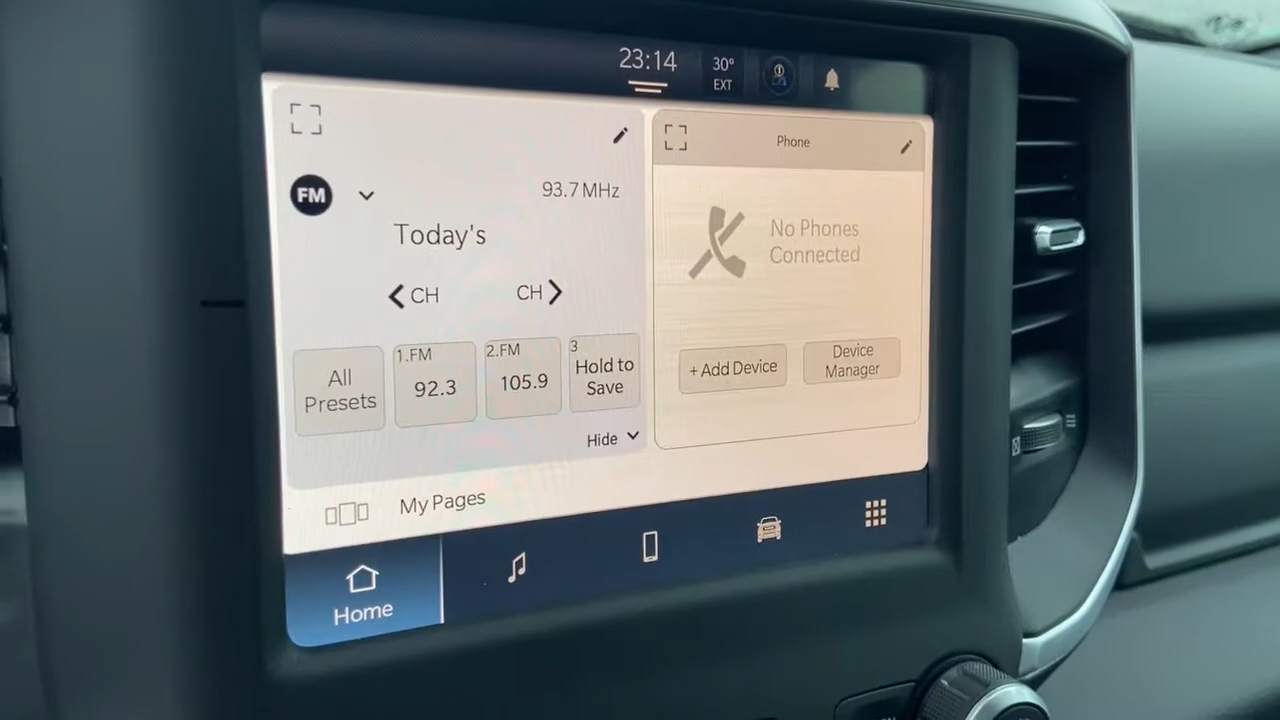 23:14
30°
EXT
FM
93.7 MHz
Today's
CH
CH
All
Presets
1.FM
92.3
2.FM
105.9
3
Hold to
Save
Hide
Phone
No Phones
Connected
+ Add Device
Device
Manager
My Pages
Home